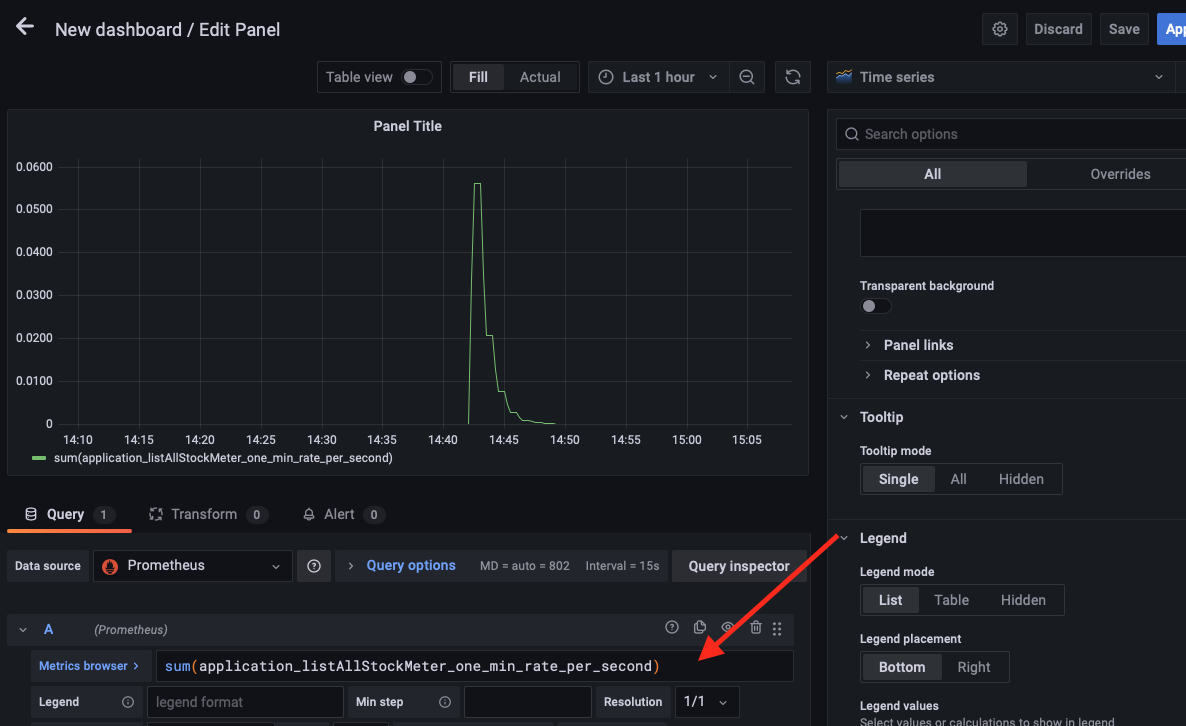 New dashboard / Edit Panel
Discard
Save
App
Table view
Fill
Actual
Last 1 hour
Time series
Panel Title
0.0600
0.0500
0.0400
0.0300
0.0200
0.0100
0
14:10 14:15 14:20 14:25 14:30 14:35 14:40 14:45 14:50 14:55 15:00 15:05
sum(application_listAllStockMeter_one_min_rate_per_second)
Search options
All
Overrides
Transparent background
Panel links
Repeat options
Tooltip
Tooltip mode
Single All Hidden
Legend
Legend mode
List Table Hidden
Legend placement
Bottom Right
Legend values
Select values or calculations to show in legend
Query 1
Transform 0
Alert 0
Data source
Prometheus
Query options
MD = auto = 802
Interval = 15s
Query inspector
A
(Prometheus)
Metrics browser >
sum(application_listAllStockMeter_one_min_rate_per_second)
Legend
legend format
Min step
Resolution
1/1